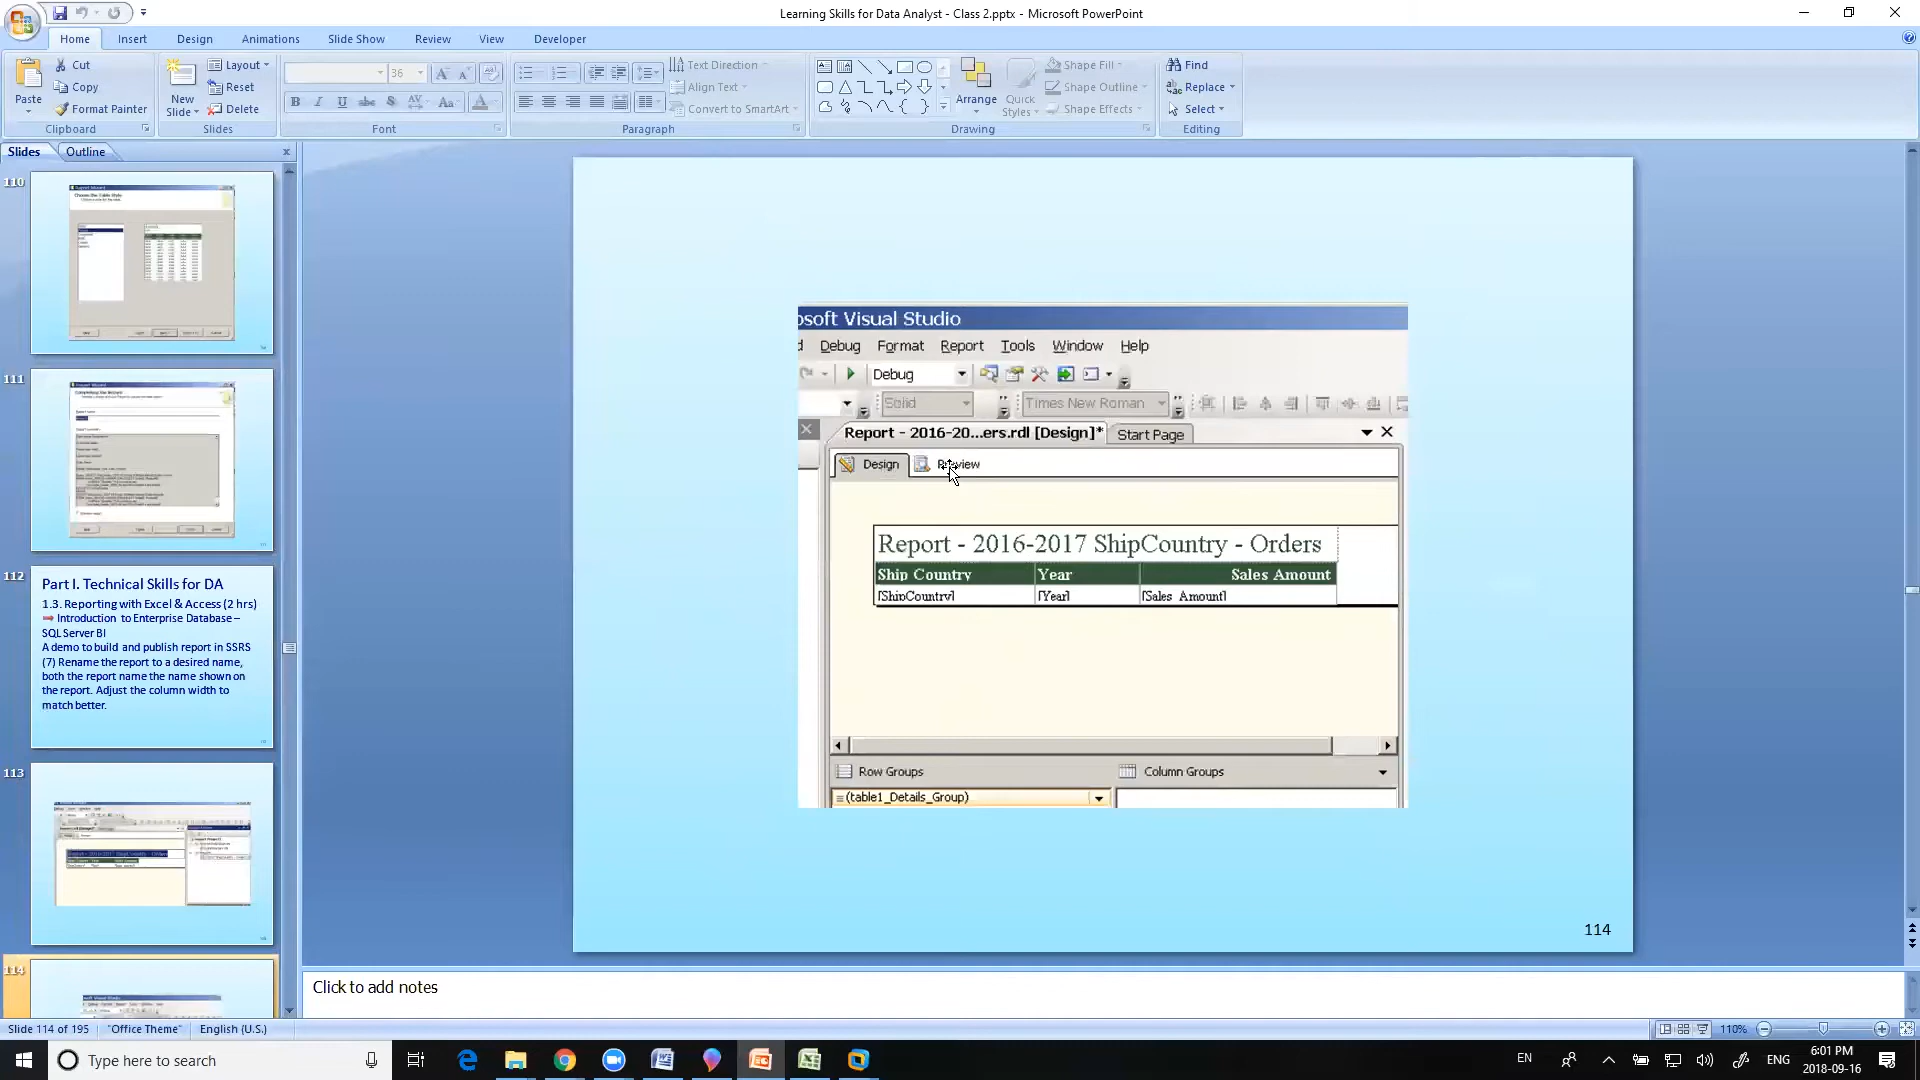 Learning Skills for Data Analyst - Class 2.pptx - Microsoft PowerPoint
Home Insert Design Animations Slide Show Review View Developer
Paste
Cut
Copy
Format Painter
Clipboard
New
Slide
Layout
Reset
Delete
Slides
36
Font
Text Direction
Align Text
Convert to SmartArt
Paragraph
Arrange
Quick
Styles
Shape Fill
Shape Outline
Shape Effects
Drawing
Find
Replace
Select
Editing
Slides Outline
110
111
112
Part I. Technical Skills for DA
1.3. Reporting with Excel & Access (2 hrs)
➡ Introduction to Enterprise Database –
SQL Server BI
A demo to build and publish report in SSRS
(7) Rename the report to a desired name,
both the report name the name shown on
the report. Adjust the column width to
match better.
113
114
osoft Visual Studio
d Debug Format Report Tools Window Help
Debug
Solid Times New Roman
Report - 2016-20...ers.rdl [Design]* Start Page
Design Preview
Report - 2016-2017 ShipCountry - Orders
Ship Country Year Sales Amount
[ShipCountry] [Year] [Sales_Amount]
Row Groups Column Groups
(table1_Details_Group)
114
Click to add notes
Slide 114 of 195 "Office Theme" English (U.S.) 110%
Type here to search
EN ENG
6:01 PM
2018-09-16